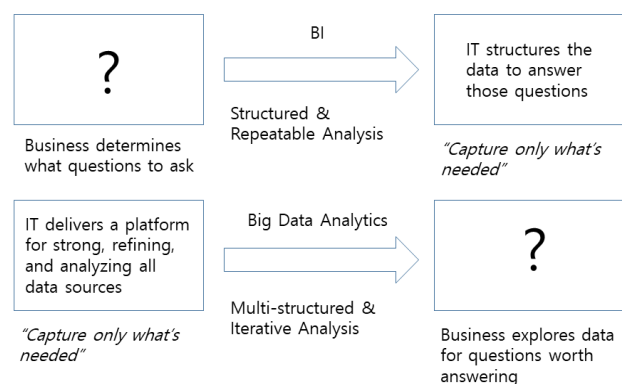 BI
?
IT structures the
data to answer
those questions
Structured &
Repeatable Analysis
Business determines
what questions to ask
"Capture only what's
needed"
IT delivers a platform
for strong, refining,
and analyzing all
data sources
Big Data Analytics
?
Multi-structured &
Iterative Analysis
"Capture only what's
needed"
Business explores data
for questions worth
answering